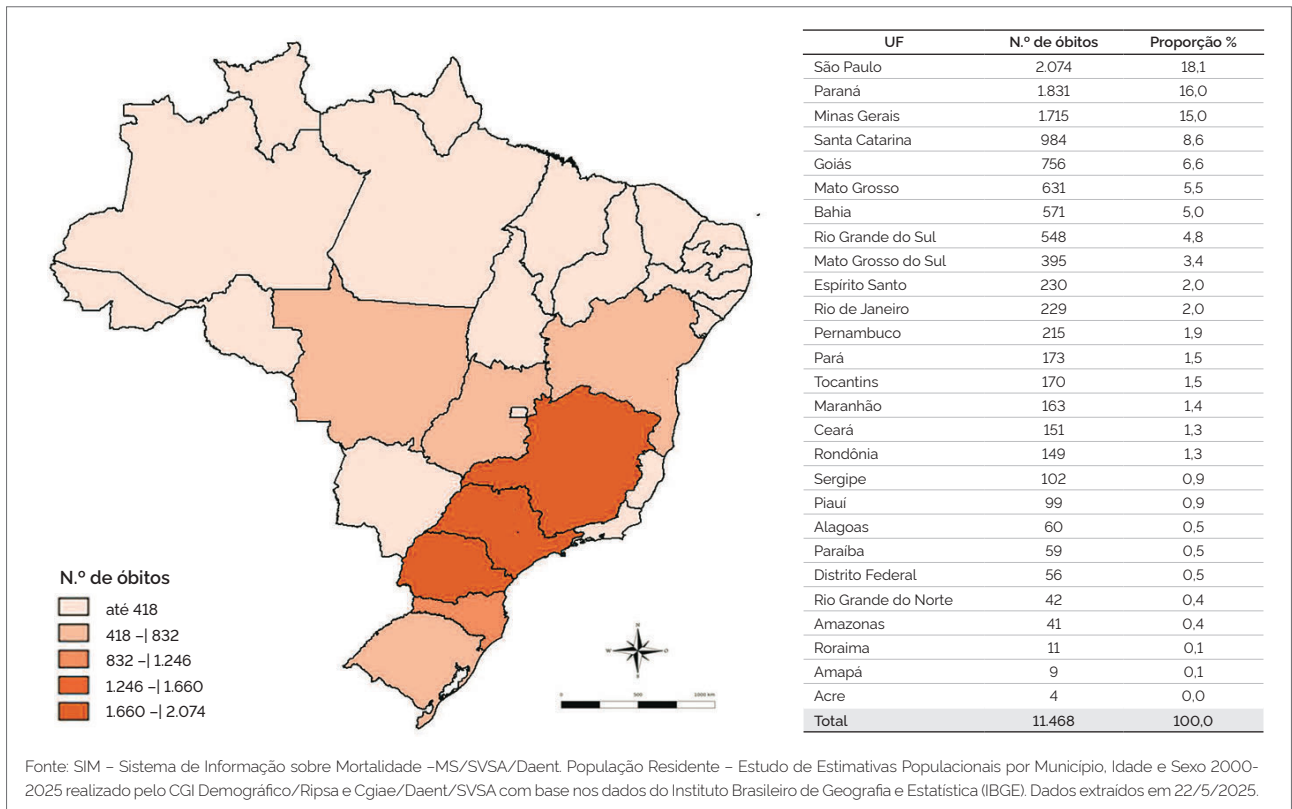 UF N.º de óbitos Proporção %
São Paulo 2.074 18,1
Paraná 1.831 16,0
Minas Gerais 1.715 15,0
Santa Catarina 984 8,6
Goiás 756 6,6
Mato Grosso 631 5,5
Bahia 571 5,0
Rio Grande do Sul 548 4,8
Mato Grosso do Sul 395 3,4
Espírito Santo 230 2,0
Rio de Janeiro 229 2,0
Pernambuco 215 1,9
Pará 173 1,5
Tocantins 170 1,5
Maranhão 163 1,4
Ceará 151 1,3
Rondônia 149 1,3
Sergipe 102 0,9
Piauí 99 0,9
Alagoas 60 0,5
Paraíba 59 0,5
Distrito Federal 56 0,5
Rio Grande do Norte 42 0,4
Amazonas 41 0,4
Roraima 11 0,1
Amapá 9 0,1
Acre 4 0,0
Total 11.468 100,0
N.º de óbitos
até 418
418 –| 832
832 –| 1.246
1.246 –| 1.660
1.660 –| 2.074
N
W O
0 500 1000 km
Fonte: SIM – Sistema de Informação sobre Mortalidade –MS/SVSA/Daent. População Residente – Estudo de Estimativas Populacionais por Município, Idade e Sexo 2000-
2025 realizado pelo CGI Demográfico/Ripsa e Cgiae/Daent/SVSA com base nos dados do Instituto Brasileiro de Geografia e Estatística (IBGE). Dados extraídos em 22/5/2025.